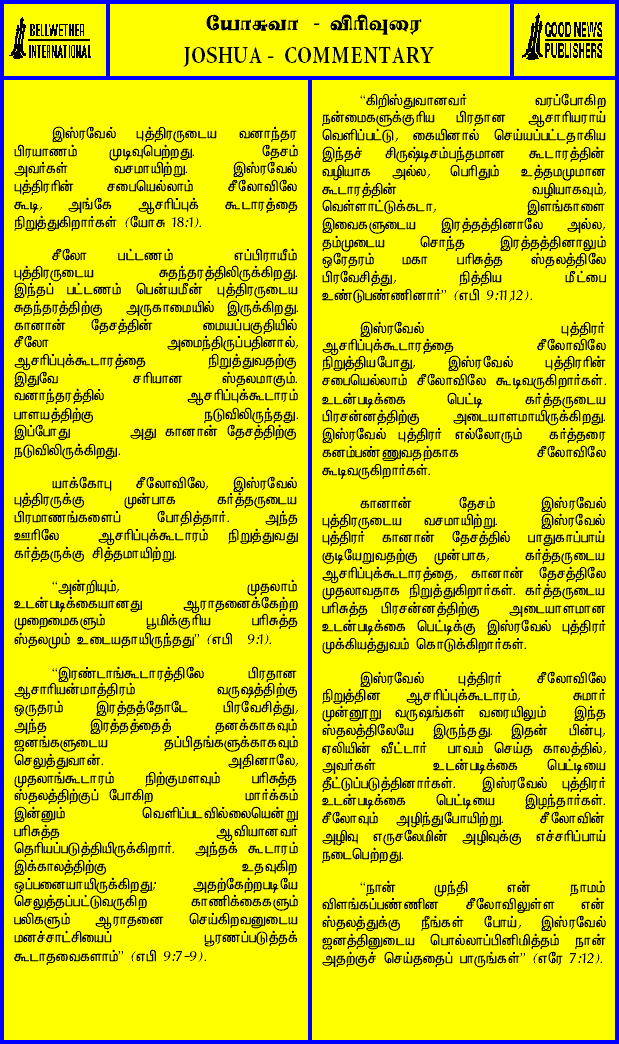 BELLWETHER
INTERNATIONAL
யோசுவா - விரிவுரை
JOSHUA - COMMENTARY
GOOD NEWS
PUBLISHERS
இஸ்ரவேல் புத்திரருடைய வனாந்தர
பிரயாணம் முடிவுபெற்றது. தேசம்
அவர்கள் வசமாயிற்று. இஸ்ரவேல்
புத்திரரின் சபையெல்லாம் சீலோவிலே
கூடி, அங்கே ஆசரிப்புக் கூடாரத்தை
நிறுத்துகிறார்கள் (யோசு 18:1).
சீலோ பட்டணம் எப்பிராயீம்
புத்திரருடைய சுதந்தரத்திலிருக்கிறது.
இந்தப் பட்டணம் பென்யமீன் புத்திரருடைய
சுதந்தரத்திற்கு அருகாமையில் இருக்கிறது.
கானான் தேசத்தின் மையப்பகுதியில்
சீலோ அமைந்திருப்பதினால்,
ஆசரிப்புக்கூடாரத்தை நிறுத்துவதற்கு
இதுவே சரியான ஸ்தலமாகும்.
வனாந்தரத்தில் ஆசரிப்புக்கூடாரம்
பாளயத்திற்கு நடுவிலிருந்தது.
இப்போது அது கானான் தேசத்திற்கு
நடுவிலிருக்கிறது.
யாக்கோபு சீலோவிலே, இஸ்ரவேல்
புத்திரருக்கு முன்பாக கர்த்தருடைய
பிரமாணங்களைப் போதித்தார். அந்த
ஊரிலே ஆசரிப்புக்கூடாரம் நிறுத்துவது
கர்த்தருக்கு சித்தமாயிற்று.
“அன்றியும், முதலாம்
உடன்படிக்கையானது ஆராதனைக்கேற்ற
முறைமைகளும் பூமிக்குரிய பரிசுத்த
ஸ்தலமும் உடையதாயிருந்தது” (எபி 9:1).
“இரண்டாங்கூடாரத்திலே பிரதான
ஆசாரியன்மாத்திரம் வருஷத்திற்கு
ஒருதரம் இரத்தத்தோடே பிரவேசித்து,
அந்த இரத்தத்தைத் தனக்காகவும்
ஜனங்களுடைய தப்பிதங்களுக்காகவும்
செலுத்துவான். அதினாலே,
முதலாங்கூடாரம் நிற்குமளவும் பரிசுத்த
ஸ்தலத்திற்குப் போகிற மார்க்கம்
இன்னும் வெளிப்படவில்லையென்று
பரிசுத்த ஆவியானவர்
தெரியப்படுத்தியிருக்கிறார். அந்தக் கூடாரம்
இக்காலத்திற்கு உதவுகிற
ஒப்பனையாயிருக்கிறது; அதற்கேற்றபடியே
செலுத்தப்பட்டுவருகிற காணிக்கைகளும்
பலிகளும் ஆராதனை செய்கிறவனுடைய
மனச்சாட்சியைப் பூரணப்படுத்தக்
கூடாதவைகளாம்” (எபி 9:7-9).
“கிறிஸ்துவானவர் வரப்போகிற
நன்மைகளுக்குரிய பிரதான ஆசாரியராய்
வெளிப்பட்டு, கையினால் செய்யப்பட்டதாகிய
இந்தச் சிருஷ்டிசம்பந்தமான கூடாரத்தின்
வழியாக அல்ல, பெரிதும் உத்தமமுமான
கூடாரத்தின் வழியாகவும்,
வெள்ளாட்டுக்கடா, இளங்காளை
இவைகளுடைய இரத்தத்தினாலே அல்ல,
தம்முடைய சொந்த இரத்தத்தினாலும்
ஒரேதரம் மகா பரிசுத்த ஸ்தலத்திலே
பிரவேசித்து, நித்திய மீட்பை
உண்டுபண்ணினார்” (எபி 9:11,12).
இஸ்ரவேல் புத்திரர்
ஆசரிப்புக்கூடாரத்தை சீலோவிலே
நிறுத்தியபோது, இஸ்ரவேல் புத்திரரின்
சபையெல்லாம் சீலோவிலே கூடிவருகிறார்கள்.
உடன்படிக்கை பெட்டி கர்த்தருடைய
பிரசன்னத்திற்கு அடையாளமாயிருக்கிறது.
இஸ்ரவேல் புத்திரர் எல்லோரும் கர்த்தரை
கனம்பண்ணுவதற்காக சீலோவிலே
கூடிவருகிறார்கள்.
கானான் தேசம் இஸ்ரவேல்
புத்திரருடைய வசமாயிற்று. இஸ்ரவேல்
புத்திரர் கானான் தேசத்தில் பாதுகாப்பாய்
குடியேறுவதற்கு முன்பாக, கர்த்தருடைய
ஆசரிப்புக்கூடாரத்தை, கானான் தேசத்திலே
முதலாவதாக நிறுத்துகிறார்கள். கர்த்தருடைய
பரிசுத்த பிரசன்னத்திற்கு அடையாளமான
உடன்படிக்கை பெட்டிக்கு இஸ்ரவேல் புத்திரர்
முக்கியத்துவம் கொடுக்கிறார்கள்.
இஸ்ரவேல் புத்திரர் சீலோவிலே
நிறுத்தின ஆசரிப்புக்கூடாரம், சுமார்
முன்னூறு வருஷங்கள் வரையிலும் இந்த
ஸ்தலத்திலேயே இருந்தது. இதன் பின்பு,
ஏலியின் வீட்டார் பாவம் செய்த காலத்தில்,
அவர்கள் உடன்படிக்கை பெட்டியை
தீட்டுப்படுத்தினார்கள். இஸ்ரவேல் புத்திரர்
உடன்படிக்கை பெட்டியை இழந்தார்கள்.
சீலோவும் அழிந்துபோயிற்று. சீலோவின்
அழிவு எருசலேமின் அழிவுக்கு எச்சரிப்பாய்
நடைபெற்றது.
“நான் முந்தி என் நாமம்
விளங்கப்பண்ணின சீலோவிலுள்ள என்
ஸ்தலத்துக்கு நீங்கள் போய், இஸ்ரவேல்
ஜனத்தினுடைய பொல்லாப்பினிமித்தம் நான்
அதற்குச் செய்ததைப் பாருங்கள்” (எரே 7:12).